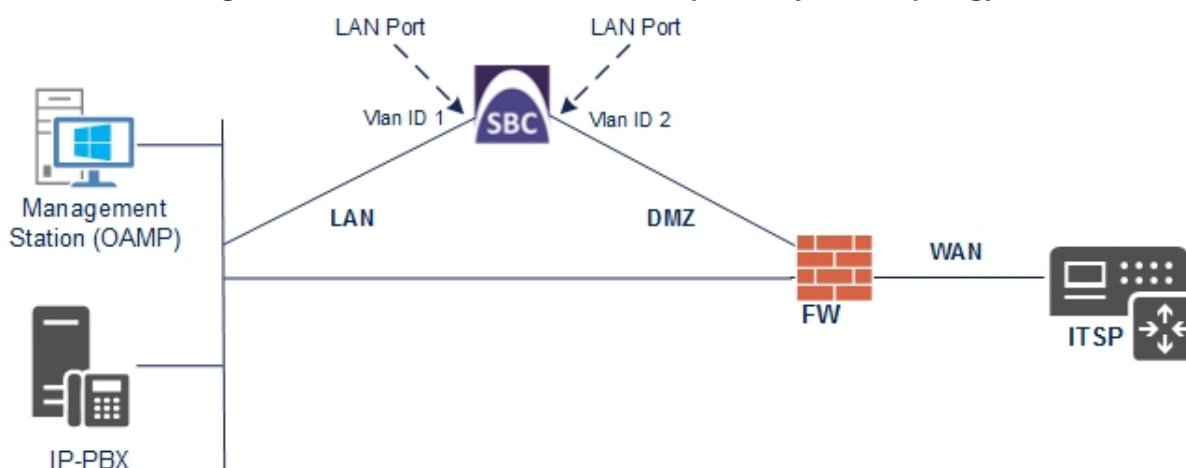 LAN Port
LAN Port
Vlan ID 1
SBC
Vlan ID 2
Management
Station (OAMP)
LAN
DMZ
WAN
FW
ITSP
IP-PBX